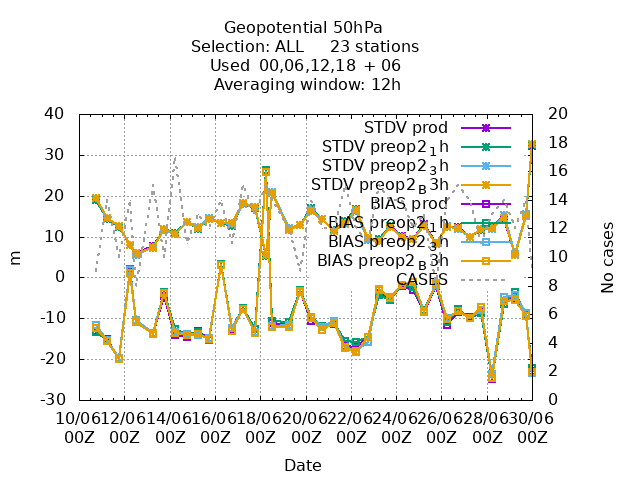 Geopotential 50hPa
Selection: ALL 23 stations
Used 00,06,12,18 + 06
Averaging window: 12h
40
30
20
10
0
-10
-20
-30
m
20
18
16
14
12
10
8
6
4
2
0
No cases
STDV prod
STDV preop2_1h
STDV preop2_3h
STDV preop2_B3h
BIAS prod
BIAS preop2_1h
BIAS preop2_3h
BIAS preop2_B3h
CASES
10/06 12/06 14/06 16/06 18/06 20/06 22/06 24/06 26/06 28/06 30/06
00Z 00Z 00Z 00Z 00Z 00Z 00Z 00Z 00Z 00Z 00Z
Date